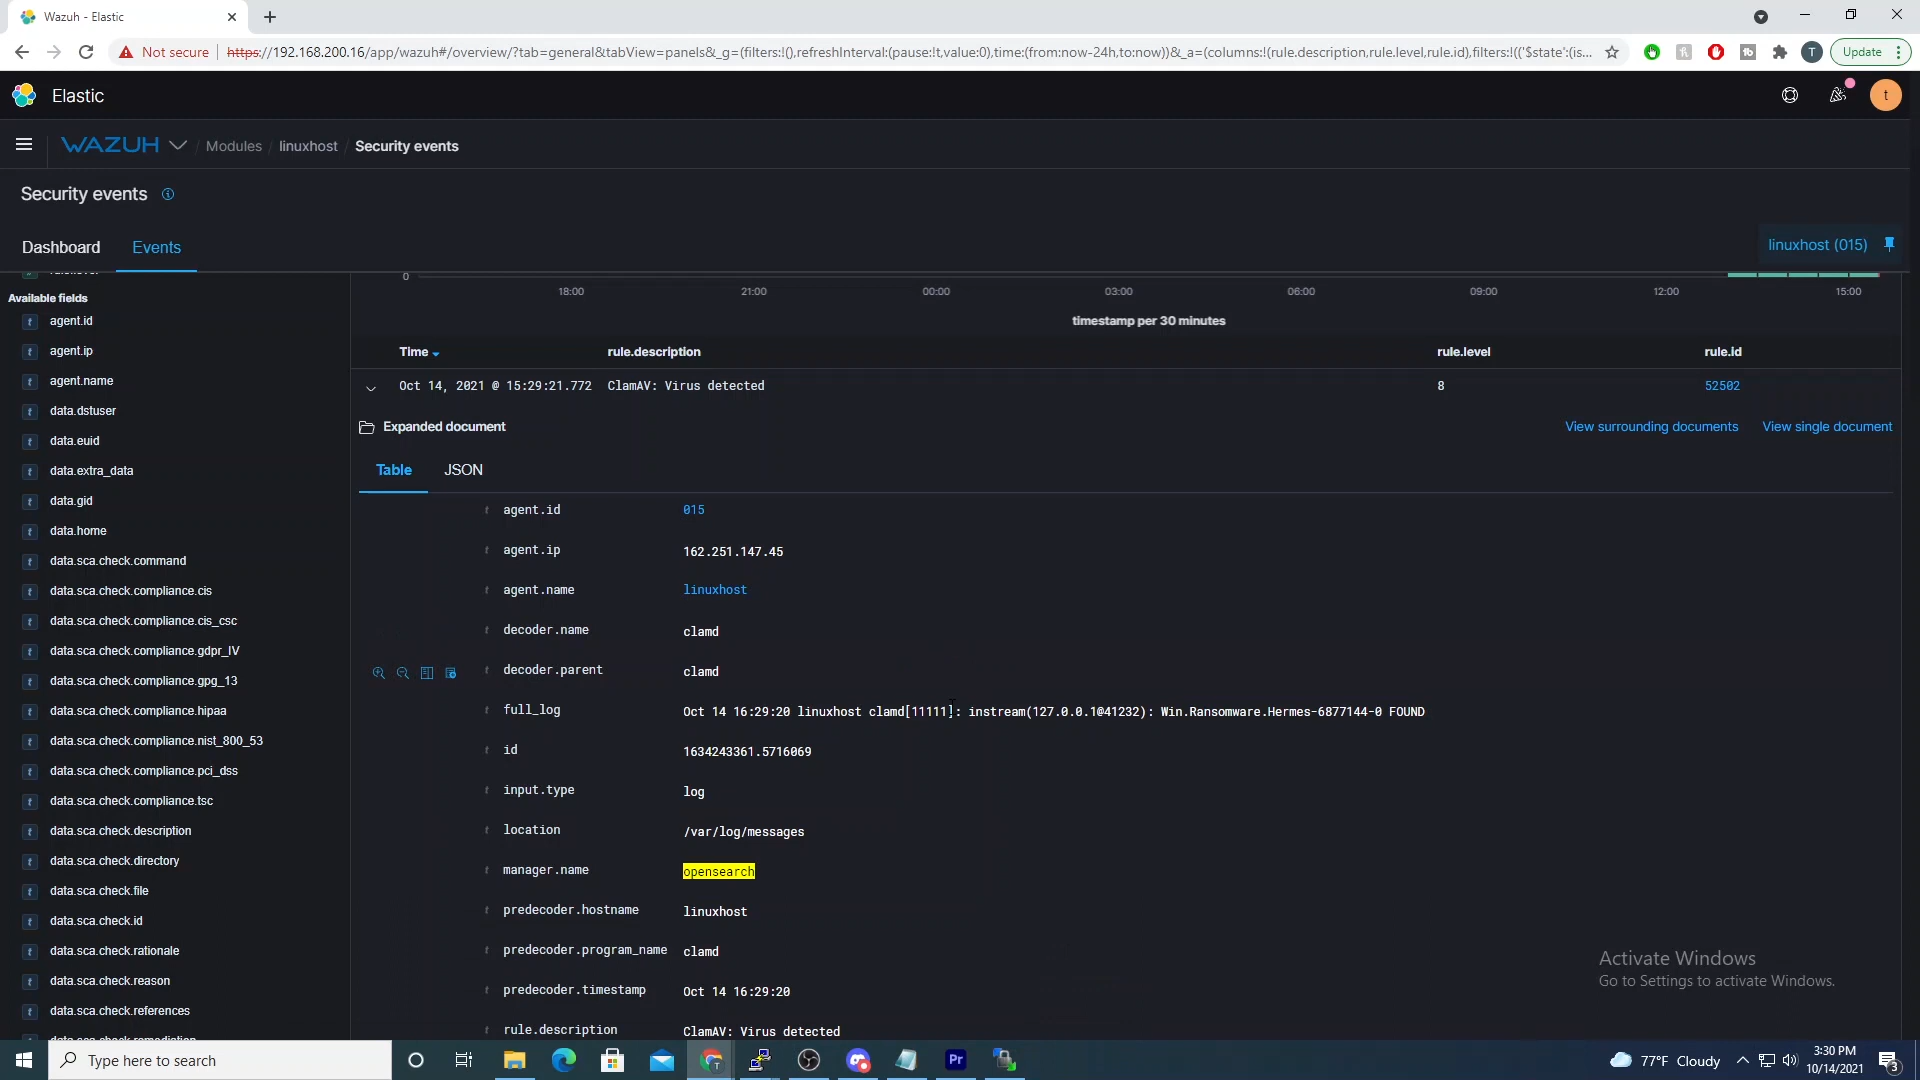 Wazuh - Elastic
Not secure
https://192.168.200.16/app/wazuh#/overview/?tab=general&tabView=panels&_g=(filters:!(),refreshInterval:(pause:!t,value:0),time:(from:now-24h,to:now))&_a=(columns:!(rule.description,rule.level,rule.id),filters:!(('$state':(is...
T
Update
Elastic
t
WAZUH / Modules / linuxhost / Security events
Security events
Dashboard
Events
linuxhost (015)
Available fields
t agent.id
t agent.ip
t agent.name
t data.dstuser
t data.euid
t data.extra_data
t data.gid
t data.home
t data.sca.check.command
t data.sca.check.compliance.cis
t data.sca.check.compliance.cis_csc
t data.sca.check.compliance.gdpr_IV
t data.sca.check.compliance.gpg_13
t data.sca.check.compliance.hipaa
t data.sca.check.compliance.nist_800_53
t data.sca.check.compliance.pci_dss
t data.sca.check.compliance.tsc
t data.sca.check.description
t data.sca.check.directory
t data.sca.check.file
t data.sca.check.id
t data.sca.check.rationale
t data.sca.check.reason
t data.sca.check.references
0
18:00 21:00 00:00 03:00 06:00 09:00 12:00 15:00
timestamp per 30 minutes
Time rule.description rule.level rule.id
Oct 14, 2021 @ 15:29:21.772 ClamAV: Virus detected 8 52502
Expanded document
View surrounding documents
View single document
Table
JSON
t agent.id 015
t agent.ip 162.251.147.45
t agent.name linuxhost
t decoder.name clamd
t decoder.parent clamd
t full_log Oct 14 16:29:20 linuxhost clamd[11111]: instream(127.0.0.1@41232): Win.Ransomware.Hermes-6877144-0 FOUND
t id 1634243361.5716069
t input.type log
t location /var/log/messages
t manager.name opensearch
t predecoder.hostname linuxhost
t predecoder.program_name clamd
t predecoder.timestamp Oct 14 16:29:20
t rule.description ClamAV: Virus detected
Activate Windows
Go to Settings to activate Windows.
Type here to search
Pr
77°F Cloudy
3:30 PM
10/14/2021
3